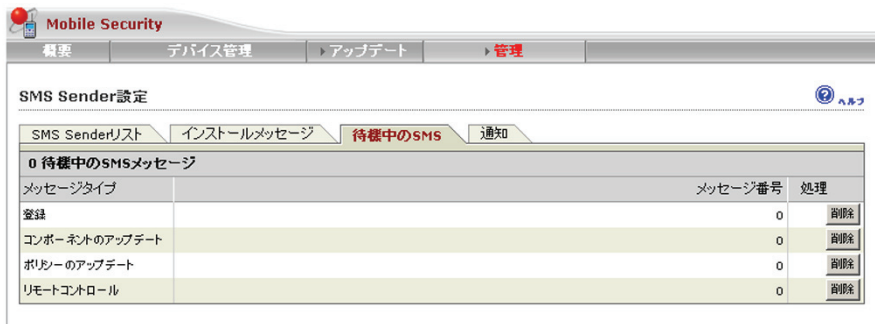 Mobile Security
概要 デバイス管理 アップデート 管理
SMS Sender設定 ヘルプ
SMS Senderリスト インストールメッセージ 待機中のSMS 通知
0 待機中のSMSメッセージ
メッセージタイプ メッセージ番号 処理
登録 0 削除
コンポーネントのアップデート 0 削除
ポリシーのアップデート 0 削除
リモートコントロール 0 削除